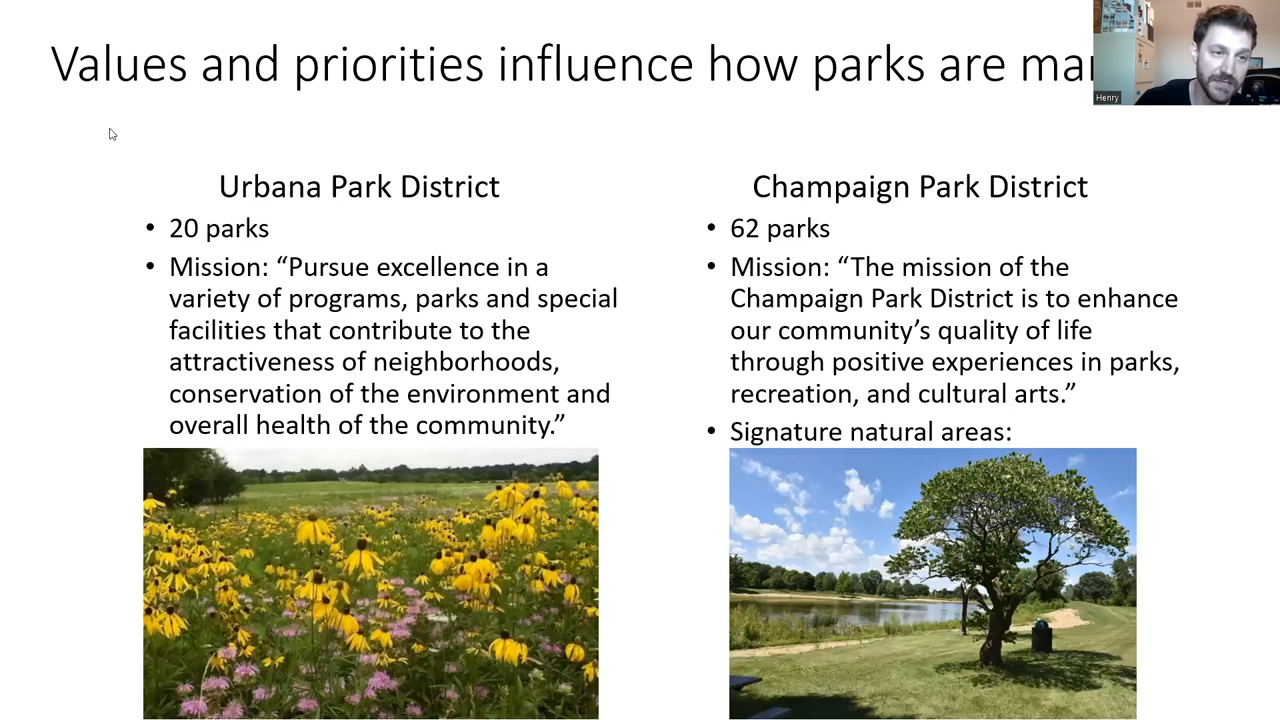 Values and priorities influence how parks are
Henry
Urbana Park District
• 20 parks
• Mission: “Pursue excellence in a
variety of programs, parks and special
facilities that contribute to the
attractiveness of neighborhoods,
conservation of the environment and
overall health of the community.”
Champaign Park District
• 62 parks
• Mission: “The mission of the
Champaign Park District is to enhance
our community’s quality of life
through positive experiences in parks,
recreation, and cultural arts.”
• Signature natural areas: